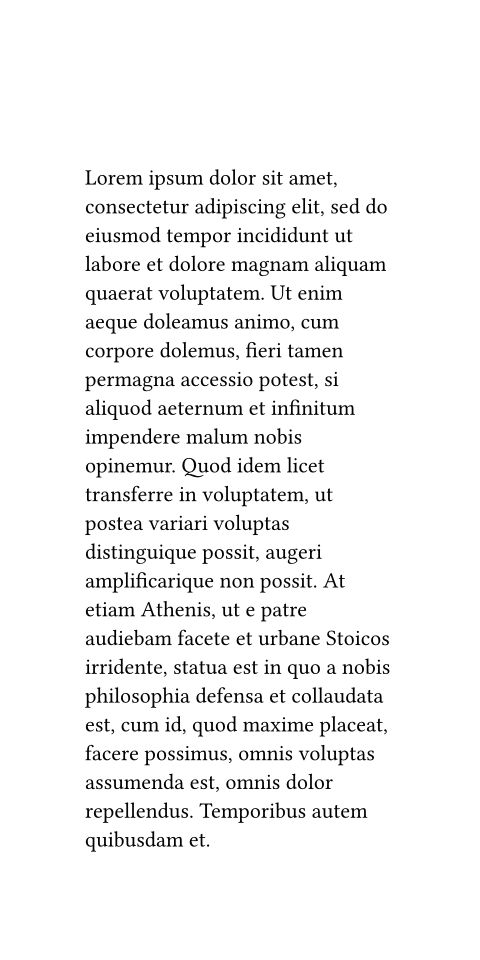 Lorem ipsum dolor sit amet,
consectetur adipiscing elit, sed do
eiusmod tempor incididunt ut
labore et dolore magnam aliquam
quaerat voluptatem. Ut enim
aeque doleamus animo, cum
corpore dolemus, fieri tamen
permagna accessio potest, si
aliquod aeternum et infinitum
impendere malum nobis
opinemur. Quod idem licet
transferre in voluptatem, ut
postea variari voluptas
distinguique possit, augeri
amplificarique non possit. At
etiam Athenis, ut e patre
audiebam facete et urbane Stoicos
irridente, statua est in quo a nobis
philosophia defensa et collaudata
est, cum id, quod maxime placeat,
facere possimus, omnis voluptas
assumenda est, omnis dolor
repellendus. Temporibus autem
quibusdam et.